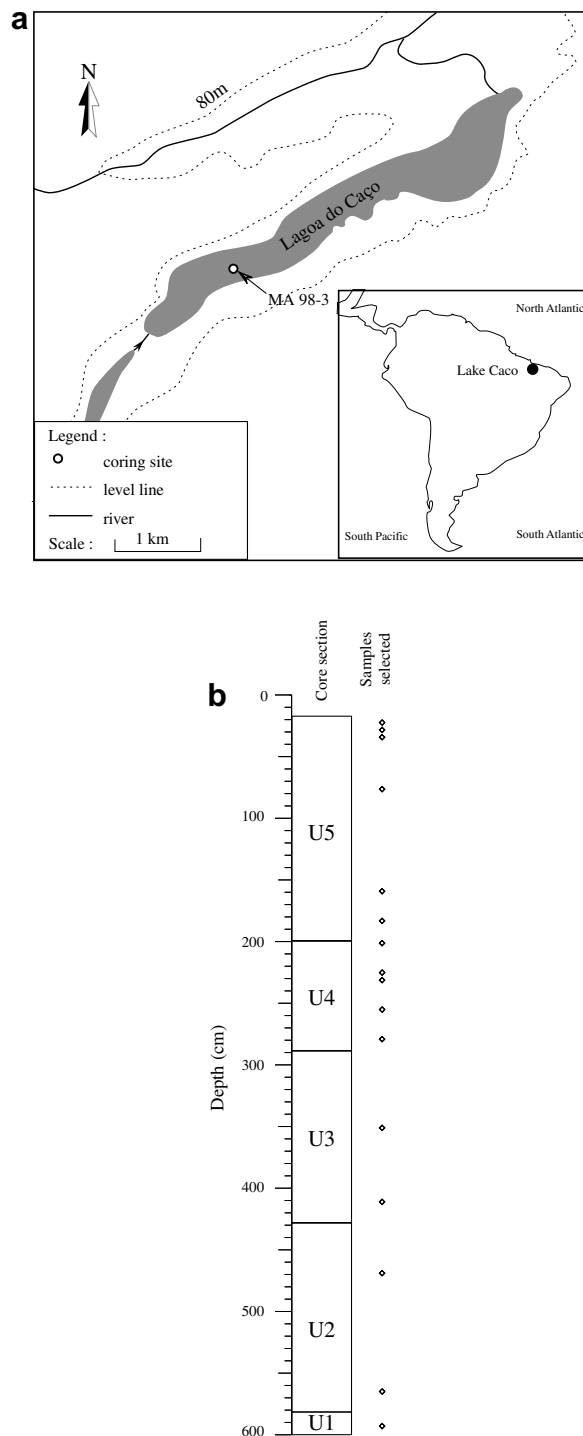 a
N
80m
Lagoa do Caço
MA 98-3
North Atlantic
Lake Caco
South Pacific
South Atlantic
Legend :
coring site
level line
river
Scale :
1 km
b
Core section
Samples
selected
0
100
200
300
400
500
600
Depth (cm)
U5
U4
U3
U2
U1